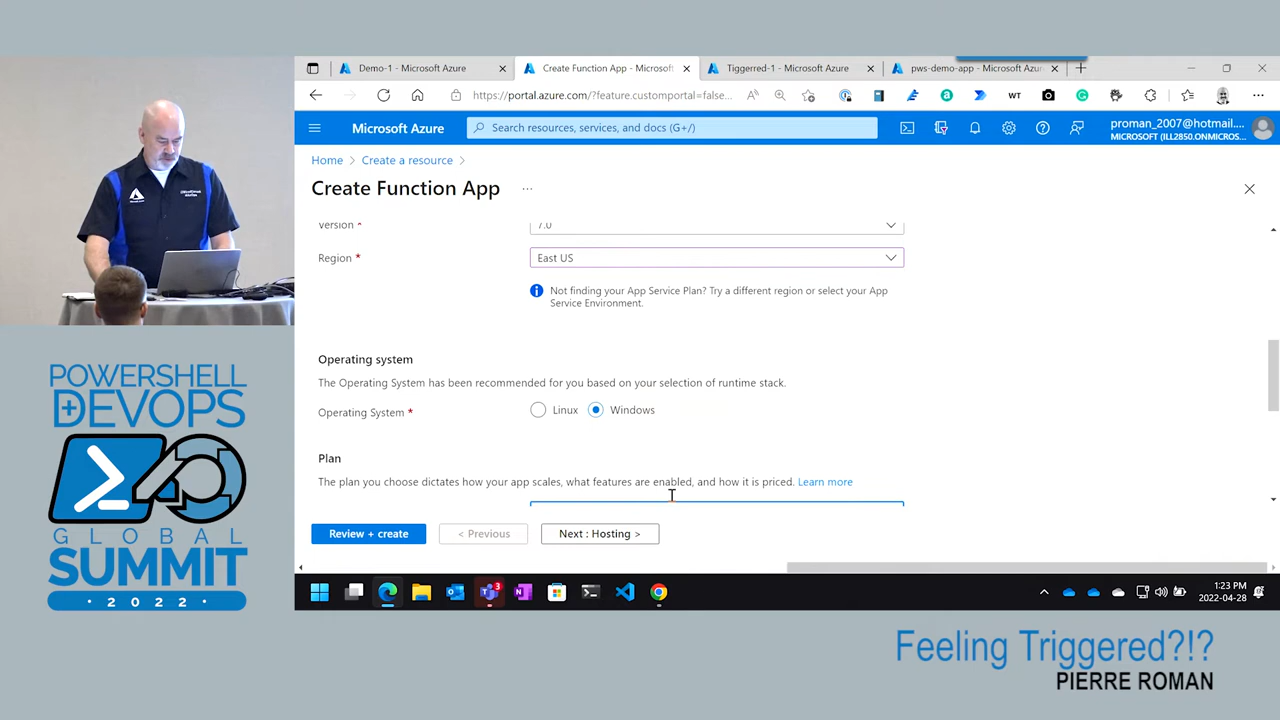 Demo-1 - Microsoft Azure
Create Function App - Microsoft
Tiggerred-1 - Microsoft Azure
pws-demo-app - Microsoft Azure
https://portal.azure.com/?feature.customportal=false...
WT
Microsoft Azure
Search resources, services, and docs (G+/)
proman_2007@hotmail....
MICROSOFT (ILL2850.ONMICROS...
Home > Create a resource >
Create Function App ...
Version *
7.0
Region *
East US
Not finding your App Service Plan? Try a different region or select your App
Service Environment.
Operating system
The Operating System has been recommended for you based on your selection of runtime stack.
Operating System *
Linux
Windows
Plan
The plan you choose dictates how your app scales, what features are enabled, and how it is priced. Learn more
Review + create
< Previous
Next : Hosting >
3
1:23 PM
2022-04-28
POWERSHELL
+DEVOPS
GLOBAL
SUMMIT
· 2022 ·
Feeling Triggered?!?
PIERRE ROMAN